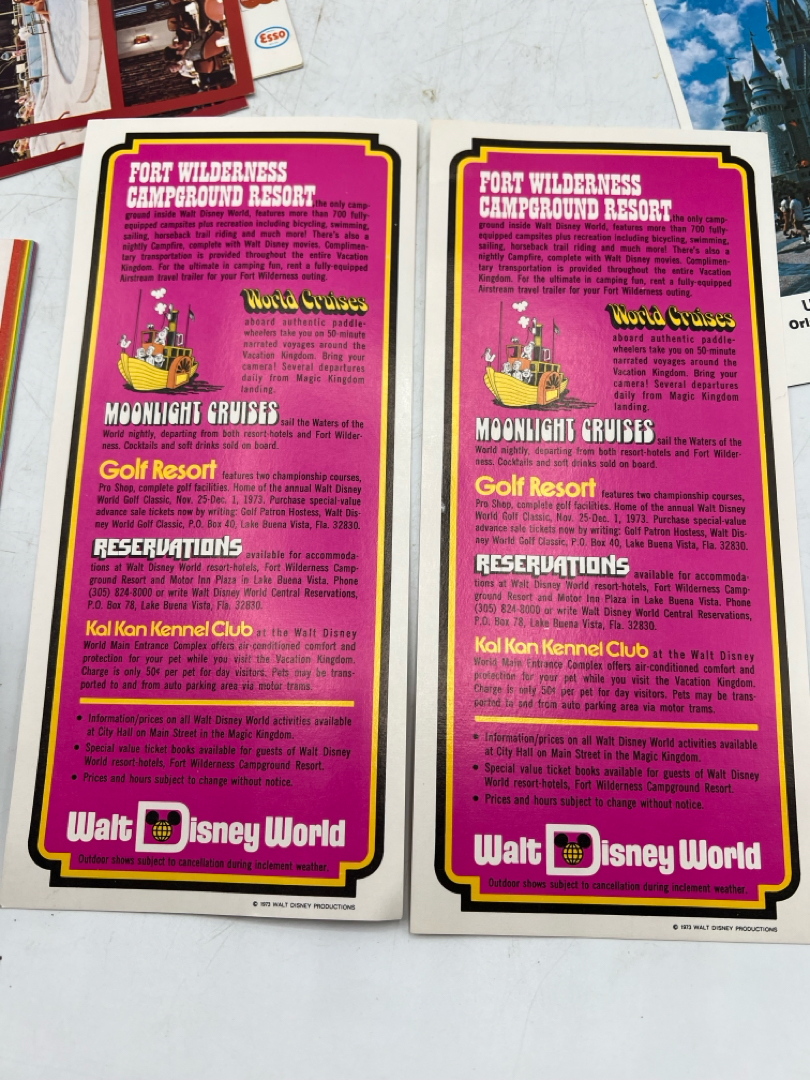 Esso
FORT WILDERNESS
CAMPGROUND RESORT, the only camp-
ground inside Walt Disney World, features more than 700 fully-
equipped campsites plus recreation including bicycling, swimming,
sailing, horseback trail riding and much more! There's also a
nightly Campfire, complete with Walt Disney movies. Complimen-
tary transportation is provided throughout the entire Vacation
Kingdom. For the ultimate in camping fun, rent a fully-equipped
Airstream travel trailer for your Fort Wilderness outing.
World Cruises
aboard authentic paddle-
wheelers take you on 50-minute
narrated voyages around the
Vacation Kingdom. Bring your
camera! Several departures
daily from Magic Kingdom
landing.
MOONLIGHT CRUISES sail the Waters of the
World nightly, departing from both resort-hotels and Fort Wilder-
ness. Cocktails and soft drinks sold on board.
Golf Resort features two championship courses,
Pro Shop, complete golf facilities. Home of the annual Walt Disney
World Golf Classic, Nov. 25-Dec. 1, 1973. Purchase special-value
advance sale tickets now by writing: Golf Patron Hostess, Walt Dis-
ney World Golf Classic, P.O. Box 40, Lake Buena Vista, Fla. 32830.
RESERVATIONS available for accommoda-
tions at Walt Disney World resort-hotels, Fort Wilderness Camp-
ground Resort and Motor Inn Plaza in Lake Buena Vista. Phone
(305) 824-8000 or write Walt Disney World Central Reservations,
P.O. Box 78, Lake Buena Vista, Fla. 32830.
Kal Kan Kennel Club at the Walt Disney
World Main Entrance Complex offers air-conditioned comfort and
protection for your pet while you visit the Vacation Kingdom.
Charge is only 50¢ per pet for day visitors. Pets may be trans-
ported to and from auto parking area via motor trams.
• Information/prices on all Walt Disney World activities available
at City Hall on Main Street in the Magic Kingdom.
• Special value ticket books available for guests of Walt Disney
World resort-hotels, Fort Wilderness Campground Resort.
• Prices and hours subject to change without notice.
Walt Disney World
Outdoor shows subject to cancellation during inclement weather.
© 1973 WALT DISNEY PRODUCTIONS
FORT WILDERNESS
CAMPGROUND RESORT, the only camp-
ground inside Walt Disney World, features more than 700 fully-
equipped campsites plus recreation including bicycling, swimming,
sailing, horseback trail riding and much more! There's also a
nightly Campfire, complete with Walt Disney movies. Complimen-
tary transportation is provided throughout the entire Vacation
Kingdom. For the ultimate in camping fun, rent a fully-equipped
Airstream travel trailer for your Fort Wilderness outing.
World Cruises
aboard authentic paddle-
wheelers take you on 50-minute
narrated voyages around the
Vacation Kingdom. Bring your
camera! Several departures
daily from Magic Kingdom
landing.
MOONLIGHT CRUISES sail the Waters of the
World nightly, departing from both resort-hotels and Fort Wilder-
ness. Cocktails and soft drinks sold on board.
Golf Resort features two championship courses,
Pro Shop, complete golf facilities. Home of the annual Walt Disney
World Golf Classic, Nov. 25-Dec. 1, 1973. Purchase special-value
advance sale tickets now by writing: Golf Patron Hostess, Walt Dis-
ney World Golf Classic, P.O. Box 40, Lake Buena Vista, Fla. 32830.
RESERVATIONS available for accommoda-
tions at Walt Disney World resort-hotels, Fort Wilderness Camp-
ground Resort and Motor Inn Plaza in Lake Buena Vista. Phone
(305) 824-8000 or write Walt Disney World Central Reservations,
P.O. Box 78, Lake Buena Vista, Fla. 32830.
Kal Kan Kennel Club at the Walt Disney
World Main Entrance Complex offers air-conditioned comfort and
protection for your pet while you visit the Vacation Kingdom.
Charge is only 50¢ per pet for day visitors. Pets may be trans-
ported to and from auto parking area via motor trams.
• Information/prices on all Walt Disney World activities available
at City Hall on Main Street in the Magic Kingdom.
• Special value ticket books available for guests of Walt Disney
World resort-hotels, Fort Wilderness Campground Resort.
• Prices and hours subject to change without notice.
Walt Disney World
Outdoor shows subject to cancellation during inclement weather.
© 1973 WALT DISNEY PRODUCTIONS